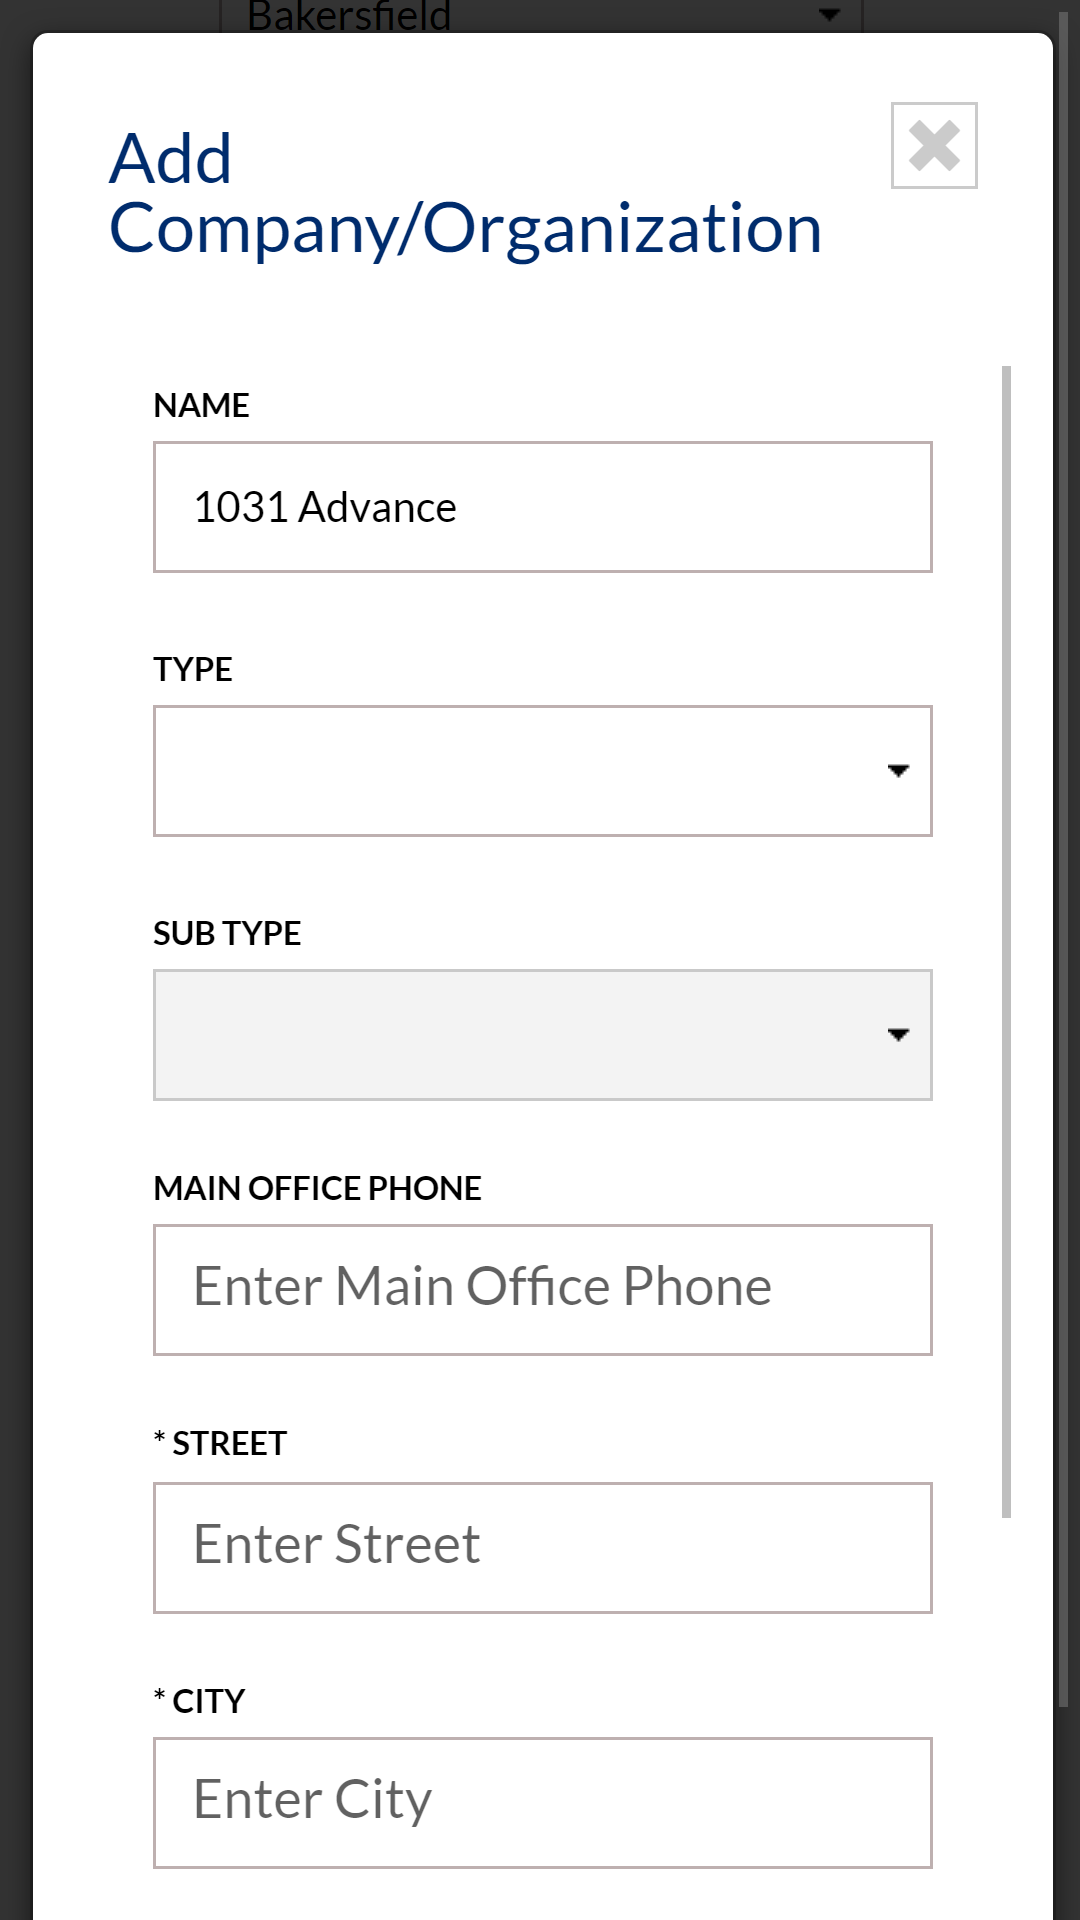 Bakersfield
Add
Company/Organization
NAME
1031 Advance
TYPE
SUB TYPE
MAIN OFFICE PHONE
Enter Main Office Phone
* STREET
Enter Street
* CITY
Enter City